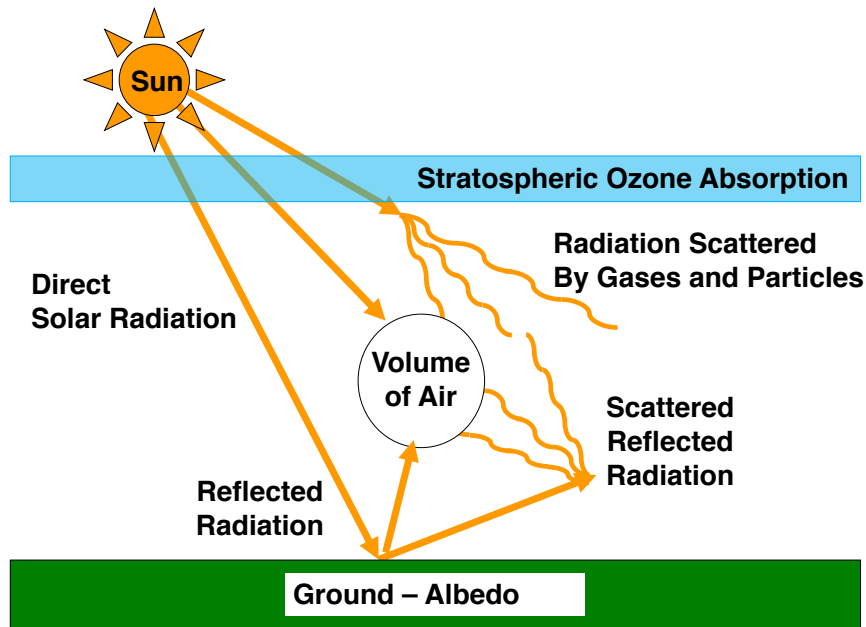 Sun
Stratospheric Ozone Absorption
Radiation Scattered
By Gases and Particles
Direct
Solar Radiation
Volume
of Air
Scattered
Reflected
Radiation
Reflected
Radiation
Ground – Albedo